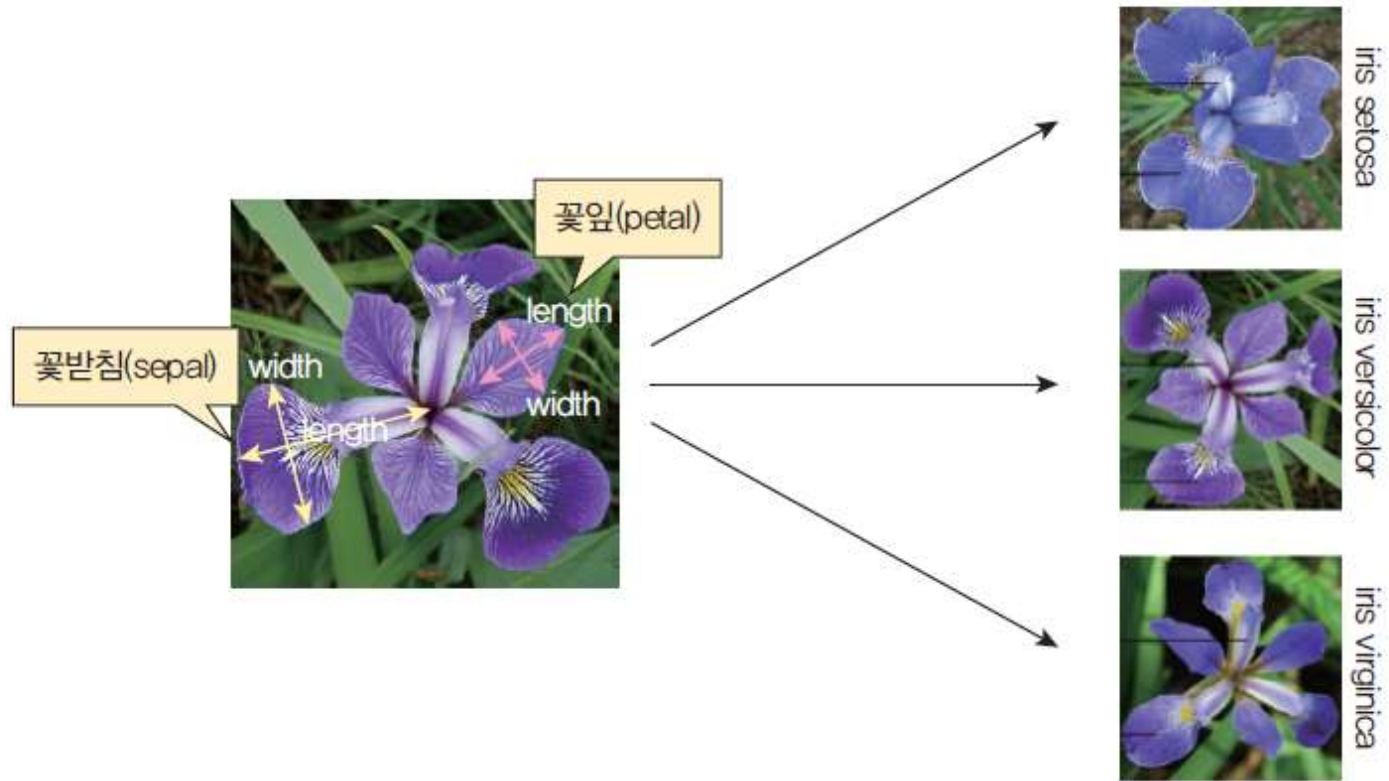 꽃잎(petal)
length
width
꽃받침(sepal)
width
length
iris setosa
iris versicolor
iris virginica